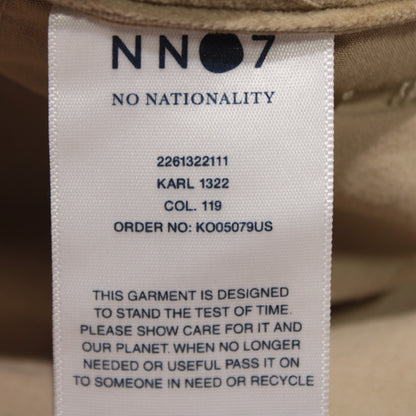 NNO7
NO NATIONALITY
2261322111
KARL 1322
COL. 119
ORDER NO: KO05079US
THIS GARMENT IS DESIGNED
TO STAND THE TEST OF TIME.
PLEASE SHOW CARE FOR IT AND
OUR PLANET. WHEN NO LONGER
NEEDED OR USEFUL PASS IT ON
TO SOMEONE IN NEED OR RECYCLE